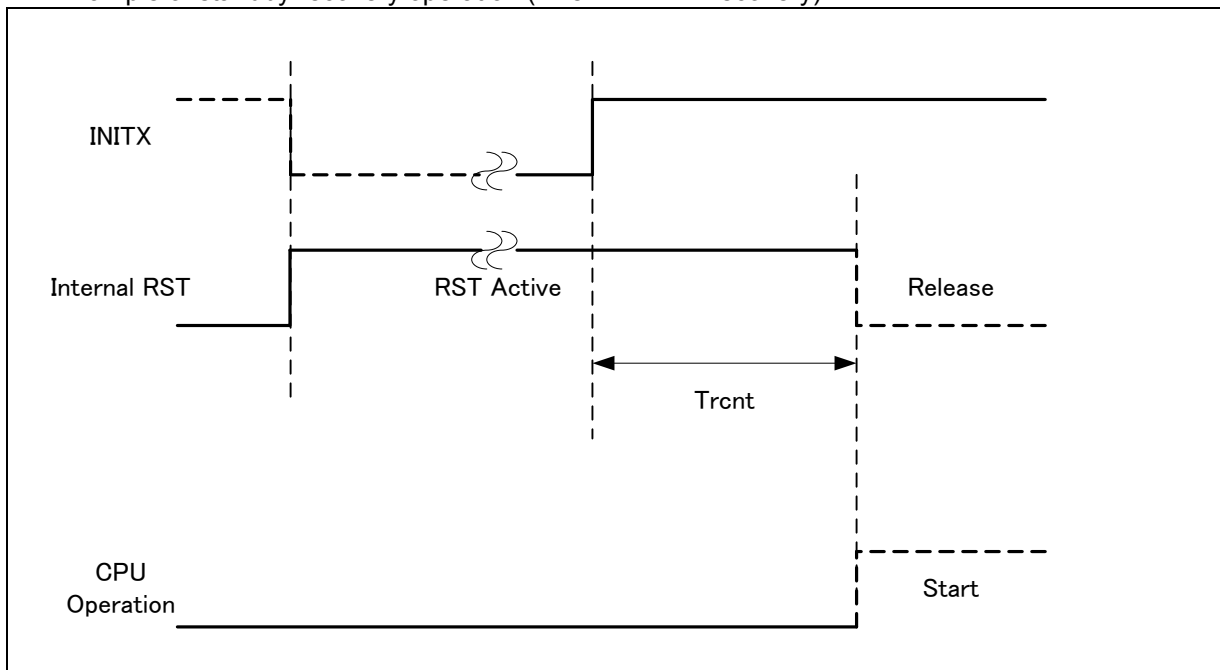 INITX
Internal RST
RST Active
Release
Trcnt
CPU
Operation
Start